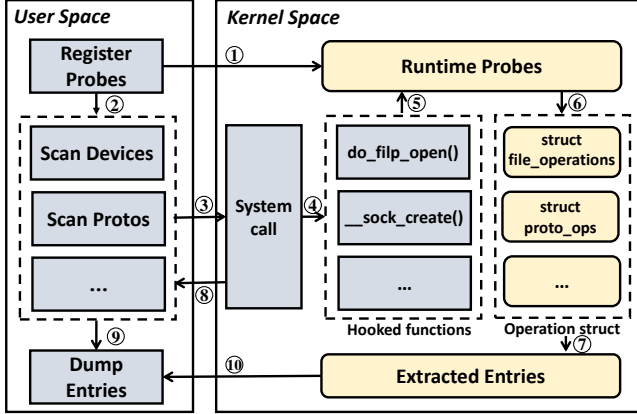 User Space
Kernel Space
Register
Probes
①
Runtime Probes
②
⑤
⑥
Scan Devices
Scan Protos
...
③
System
call
④
do_filp_open()
__sock_create()
...
struct
file_operations
struct
proto_ops
...
⑧
Hooked functions
Operation struct
⑨
⑦
Dump
Entries
⑩
Extracted Entries